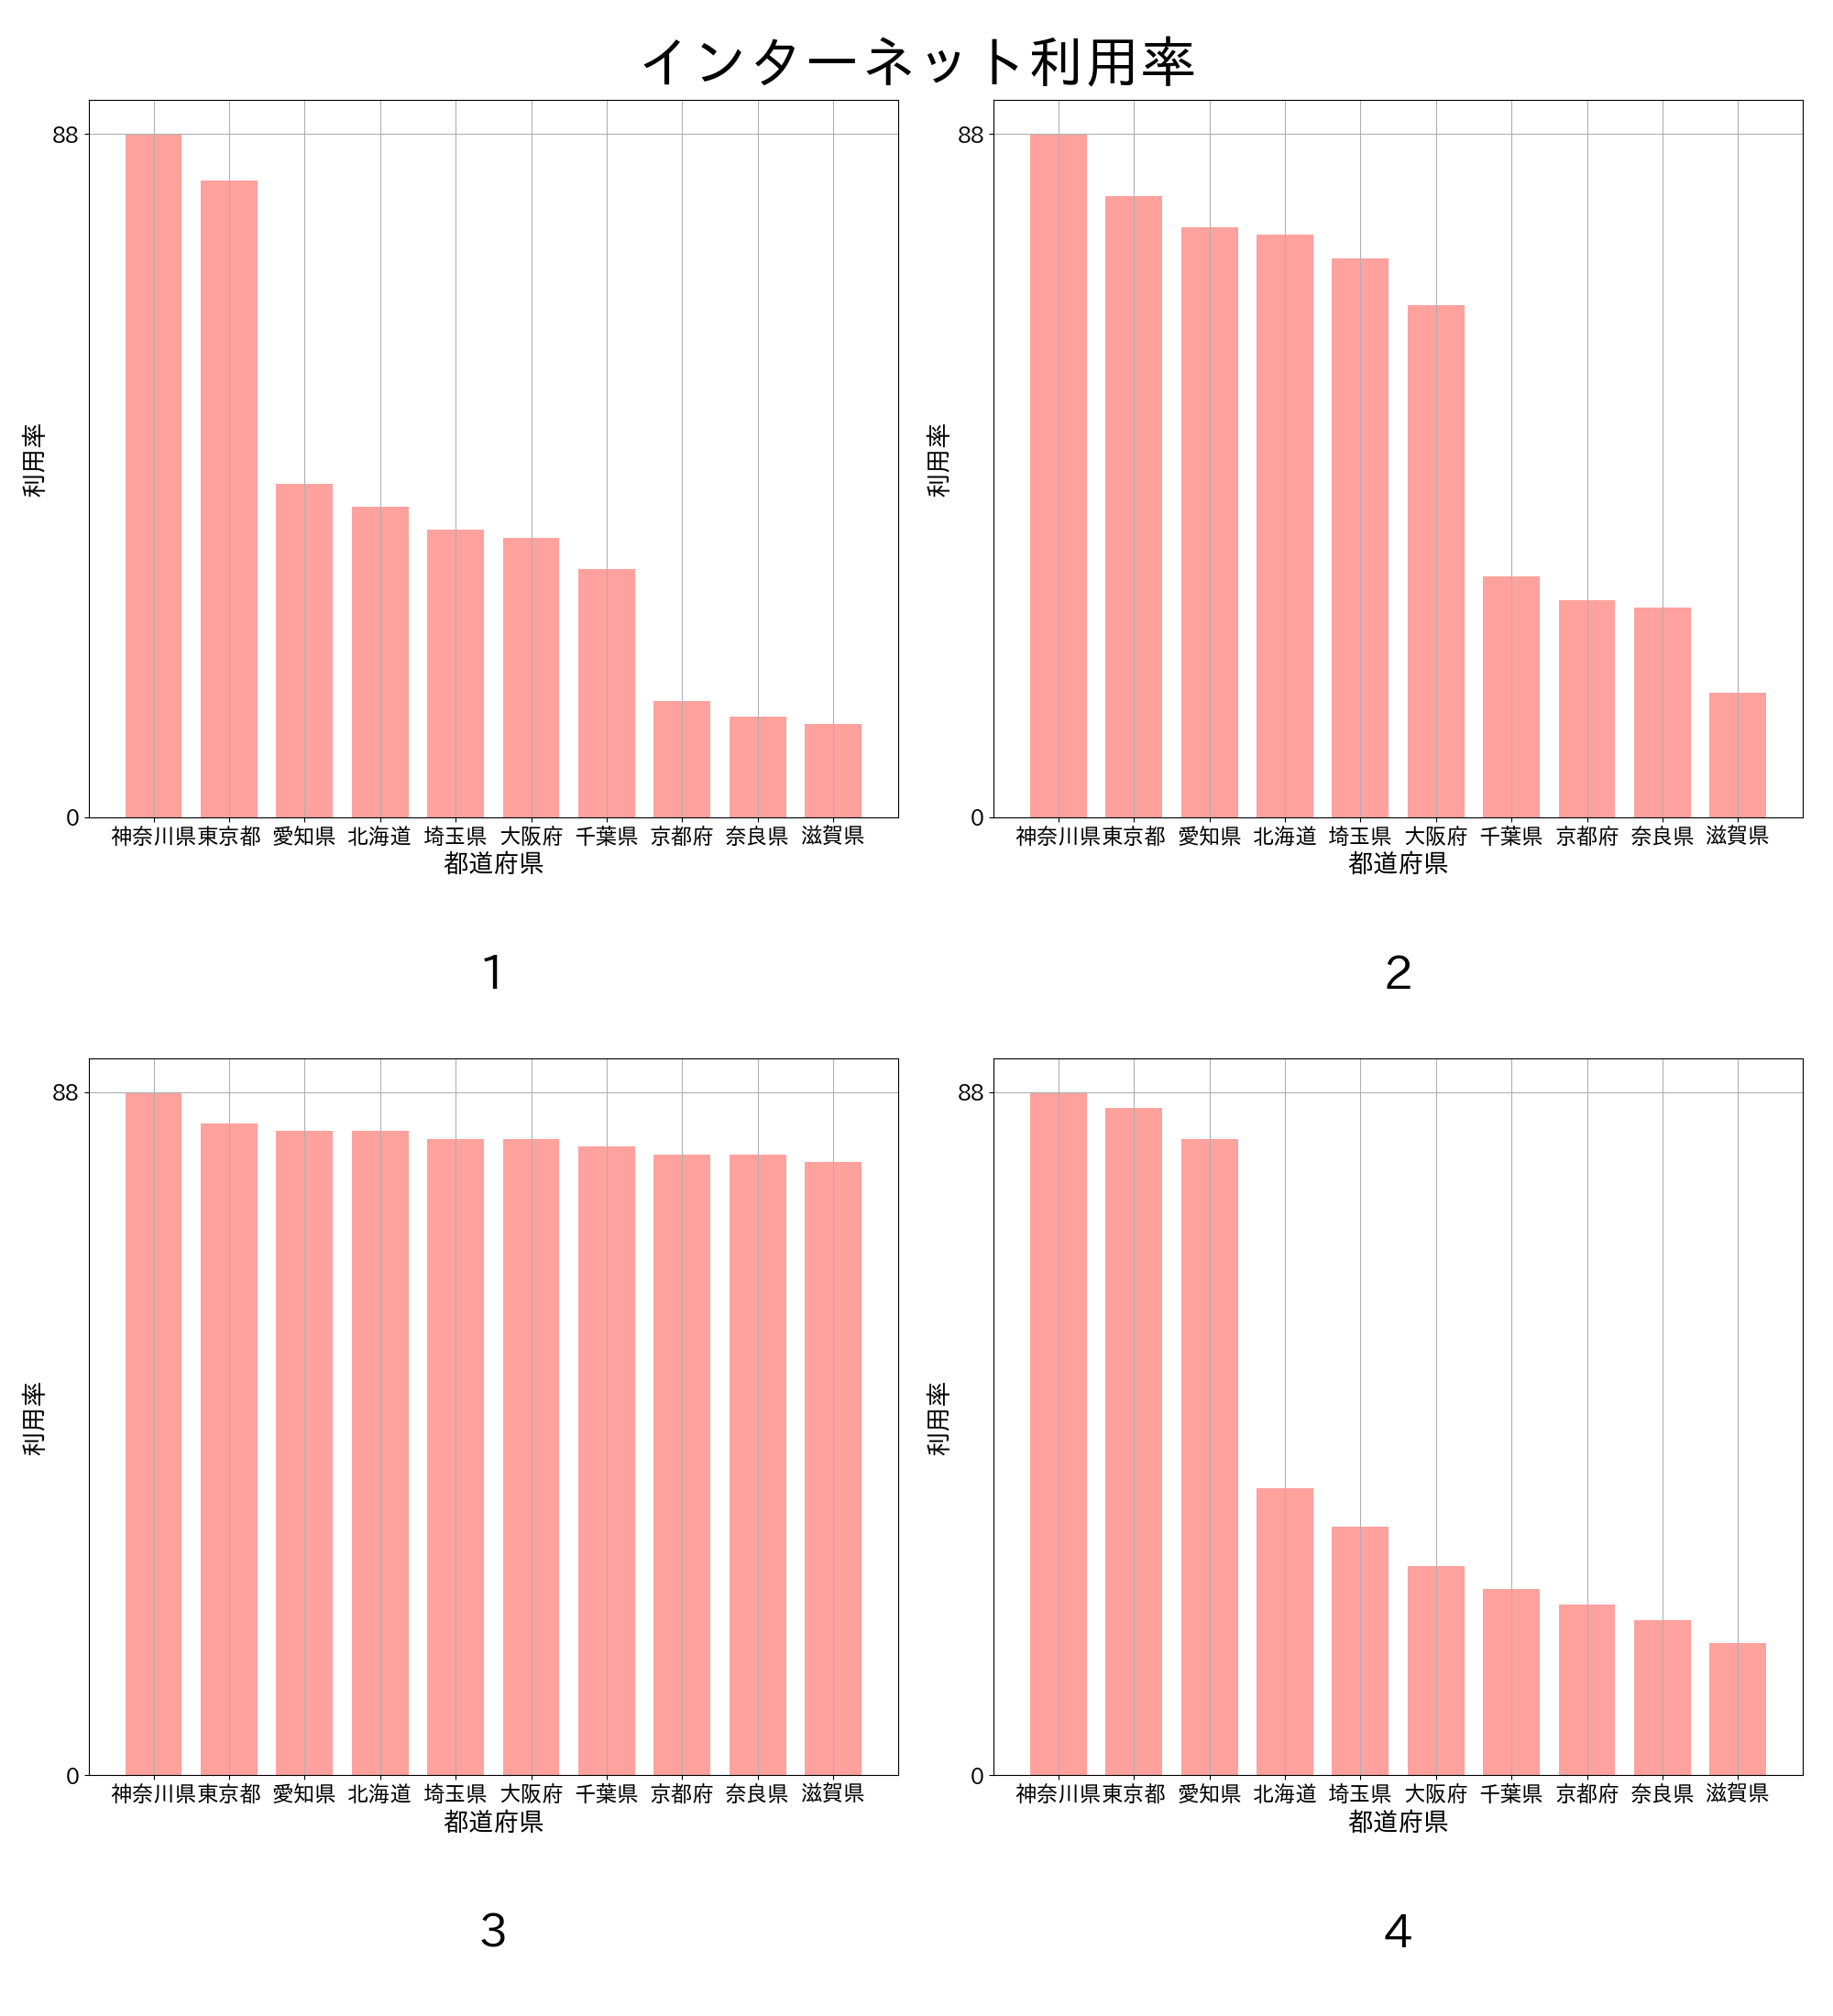 インターネット利用率
88
利用率
0
神奈川県 東京都 愛知県 北海道 埼玉県 大阪府 千葉県 京都府 奈良県 滋賀県
都道府県
1
88
利用率
0
神奈川県 東京都 愛知県 北海道 埼玉県 大阪府 千葉県 京都府 奈良県 滋賀県
都道府県
2
88
利用率
0
神奈川県 東京都 愛知県 北海道 埼玉県 大阪府 千葉県 京都府 奈良県 滋賀県
都道府県
3
88
利用率
0
神奈川県 東京都 愛知県 北海道 埼玉県 大阪府 千葉県 京都府 奈良県 滋賀県
都道府県
4